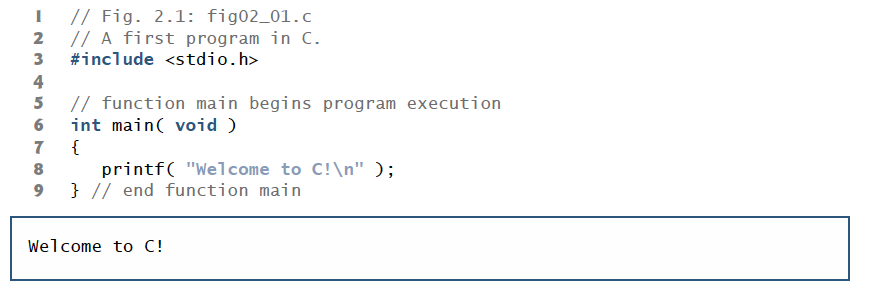 1 // Fig. 2.1: fig02_01.c
2 // A first program in C.
3 #include <stdio.h>
4
5 // function main begins program execution
6 int main( void )
7 {
8 printf( "Welcome to C!\n" );
9 } // end function main
Welcome to C!